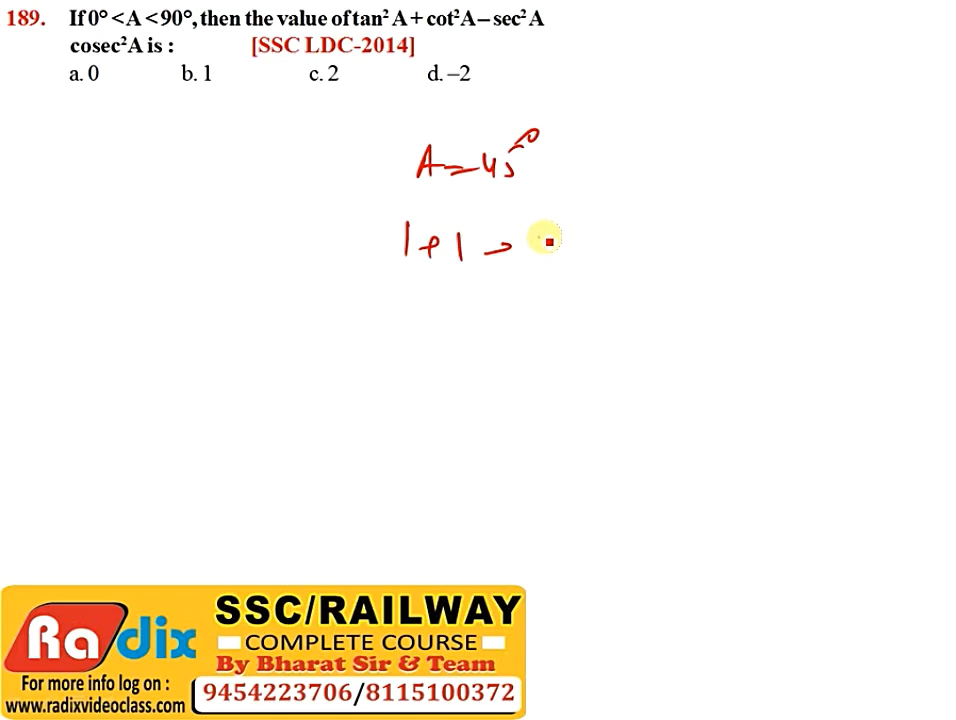 189. If 0° < A < 90°, then the value of tan² A + cot² A – sec² A
cosec² A is : [SSC LDC-2014]
a. 0 b. 1 c. 2 d. –2
A = 45°
1 + 1 -
Radix
For more info log on :
www.radixvideoclass.com
SSC/RAILWAY
COMPLETE COURSE
By Bharat Sir & Team
9454223706/8115100372